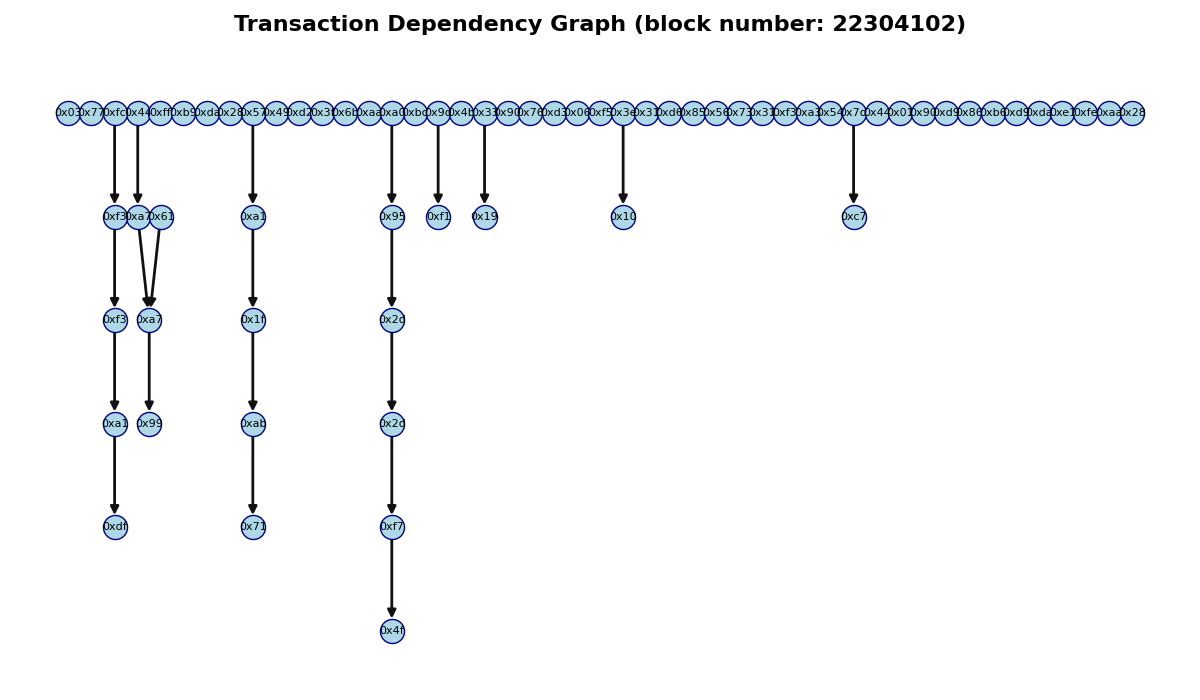 Transaction Dependency Graph (block number: 22304102)
0x03 0x77 0xfc 0x44 0xff 0xb9 0xda 0x28 0x57 0x49 0xd2 0x3f 0x6b 0xaa 0xa0 0xbc 0x9d 0x4b 0x33 0x90 0x76 0xd3 0x06 0xf5 0x3e 0x31 0xd6 0x85 0x56 0x73 0x31 0xf3 0xa3 0x54 0x7c 0x44 0x01 0x90 0xd9 0x86 0xb6 0xd9 0xda 0xe1 0xfe 0xaa 0x28
0xf3 0xa7 0x61 0xa1 0x95 0xf1 0x19 0x10 0xc7
0xf3 0xa7 0x1f 0x2d
0xa1 0x99 0xab 0x2d
0xdf 0x71 0xf7
0x4f